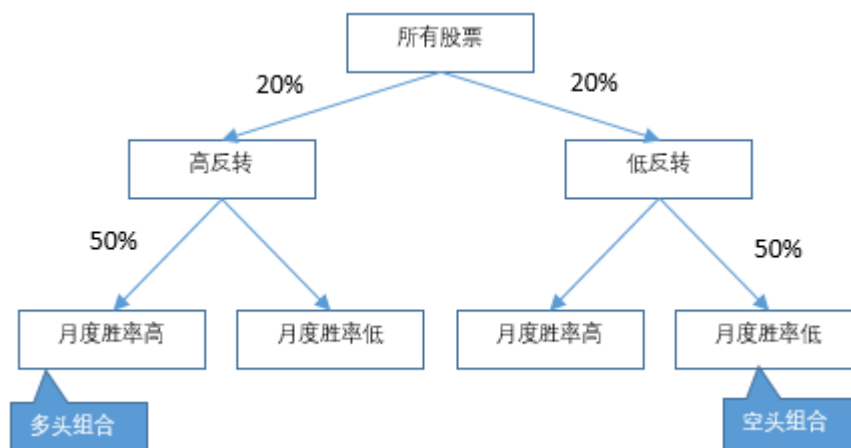 所有股票
20%
20%
高反转
低反转
50%
50%
月度胜率高
月度胜率低
月度胜率高
月度胜率低
多头组合
空头组合